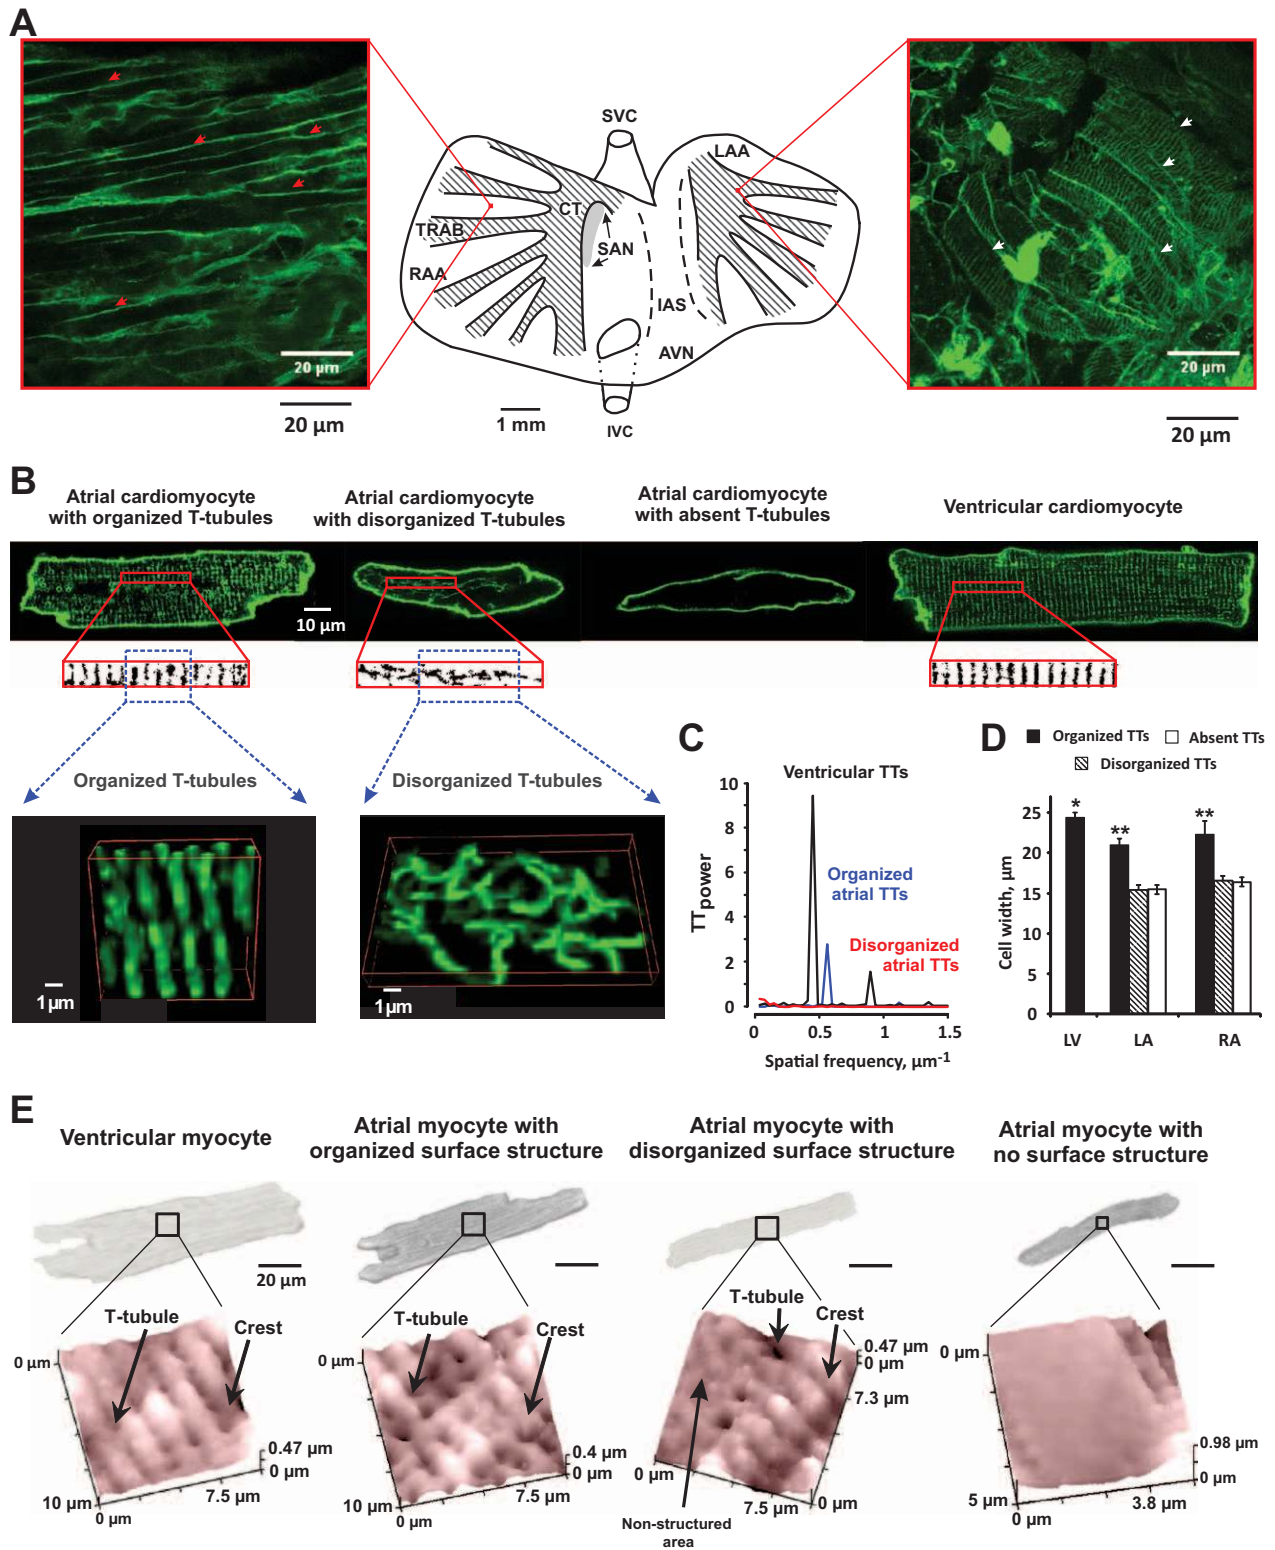 A
20 µm
20 µm
SVC
LAA
CT
TRAB
SAN
RAA
IAS
AVN
IVC
1 mm
20 µm
20 µm
B
Atrial cardiomyocyte
with organized T-tubules
Atrial cardiomyocyte
with disorganized T-tubules
Atrial cardiomyocyte
with absent T-tubules
Ventricular cardiomyocyte
10 µm
Organized T-tubules
Disorganized T-tubules
1µm
1µm
C
Ventricular TTs
Organized
atrial TTs
Disorganized
atrial TTs
TTpower
10
8
6
4
2
0
0
0.5
1
1.5
Spatial frequency, µm-1
D
Organized TTs
Absent TTs
Disorganized TTs
Cell width, µm
25
20
15
10
5
0
*
**
**
LV
LA
RA
E
Ventricular myocyte
Atrial myocyte with
organized surface structure
Atrial myocyte with
disorganized surface structure
Atrial myocyte with
no surface structure
20 µm
T-tubule
Crest
0 µm
0.47 µm
0 µm
10 µm
7.5 µm
0 µm
T-tubule
Crest
0 µm
0.4 µm
0 µm
10 µm
7.5 µm
0 µm
T-tubule
Crest
0.47 µm
0 µm
7.3 µm
0 µm
7.5 µm
0 µm
Non-structured
area
0 µm
0.98 µm
0 µm
5 µm
3.8 µm
0 µm